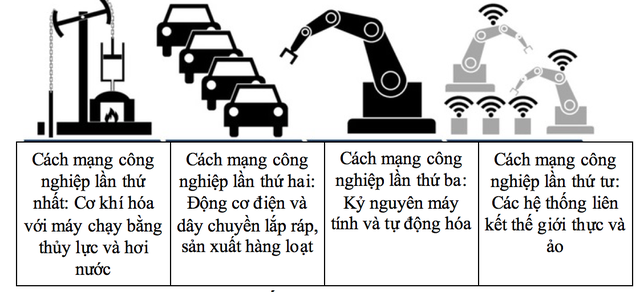 Cách mạng công
nghiệp lần thứ
nhất: Cơ khí hóa
với máy chạy bằng
thủy lực và hơi
nước
Cách mạng công
nghiệp lần thứ hai:
Động cơ điện và
dây chuyền lắp ráp,
sản xuất hàng loạt
Cách mạng công
nghiệp lần thứ ba:
Kỷ nguyên máy
tính và tự động hóa
Cách mạng công
nghiệp lần thứ tư:
Các hệ thống liên
kết thế giới thực và
ảo